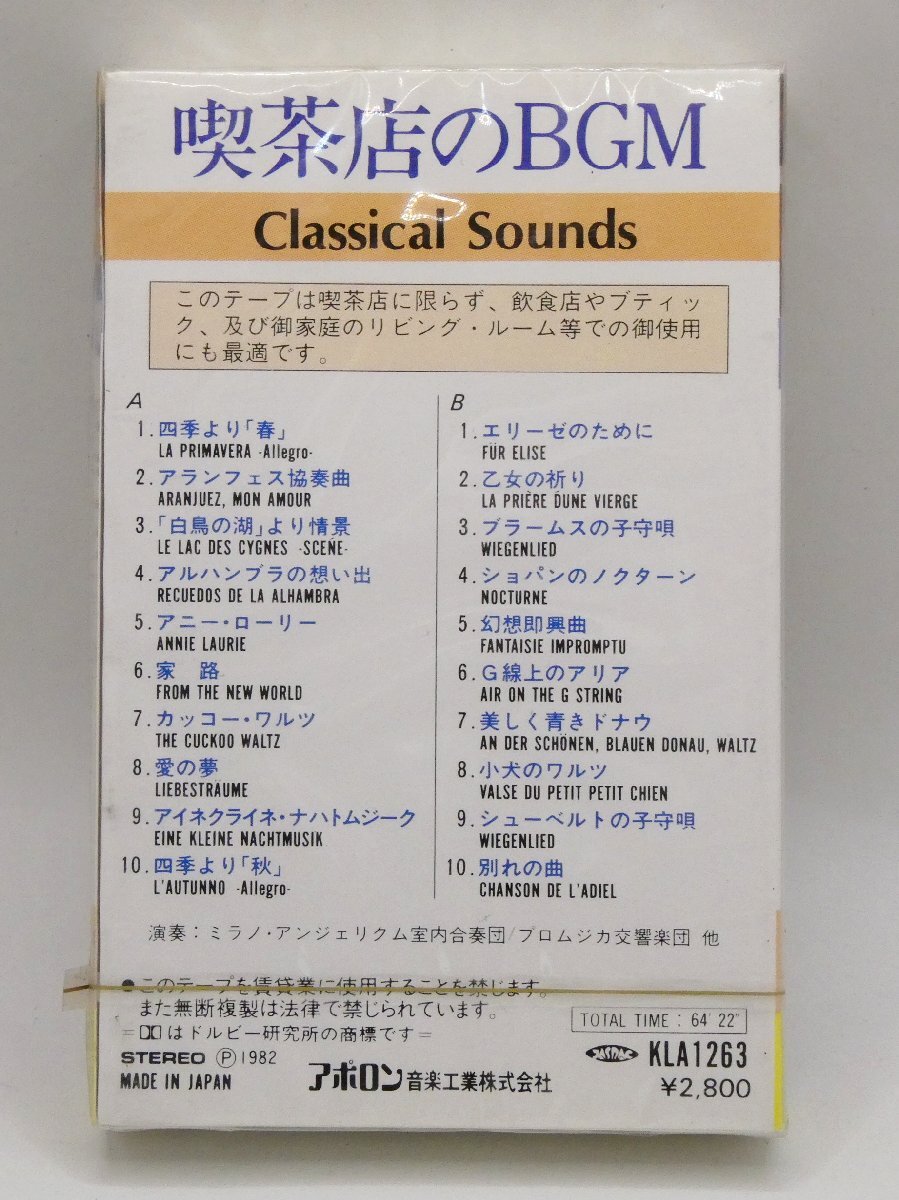 喫茶店のBGM
Classical Sounds
このテープは喫茶店に限らず、飲食店やブティッ
ク、及び御家庭のリビング・ルーム等での御使用
にも最適です。
A
1.四季より「春」
LA PRIMAVERA -Allegro-
2.アランフェス協奏曲
ARANJUEZ, MON AMOUR
3.「白鳥の湖」より情景
LE LAC DES CYGNES -SCENE-
4.アルハンブラの想い出
RECUEDOS DE LA ALHAMBRA
5.アニー・ローリー
ANNIE LAURIE
6.家　路
FROM THE NEW WORLD
7.カッコー・ワルツ
THE CUCKOO WALTZ
8.愛の夢
LIEBESTRÄUME
9.アイネクライネ・ナハトムジーク
EINE KLEINE NACHTMUSIK
10.四季より「秋」
L'AUTUNNO -Allegro-
B
1.エリーゼのために
FÜR ELISE
2.乙女の祈り
LA PRIÈRE DUNE VIERGE
3.ブラームスの子守唄
WIEGENLIED
4.ショパンのノクターン
NOCTURNE
5.幻想即興曲
FANTAISIE IMPROMPTU
6.G線上のアリア
AIR ON THE G STRING
7.美しく青きドナウ
AN DER SCHÖNEN, BLAUEN DONAU, WALTZ
8.小犬のワルツ
VALSE DU PETIT PETIT CHIEN
9.シューベルトの子守唄
WIEGENLIED
10.別れの曲
CHANSON DE L'ADIEL
演奏：ミラノ・アンジェリクム室内合奏団/プロムジカ交響楽団 他
●このテープを賃貸業に使用することを禁じます。
また無断複製は法律で禁じられています。
=DDはドルビー研究所の商標です=
TOTAL TIME : 64' 22"
STEREO Ⓟ1982
MADE IN JAPAN
アポロン音楽工業株式会社
JASRAC KLA1263
¥2,800